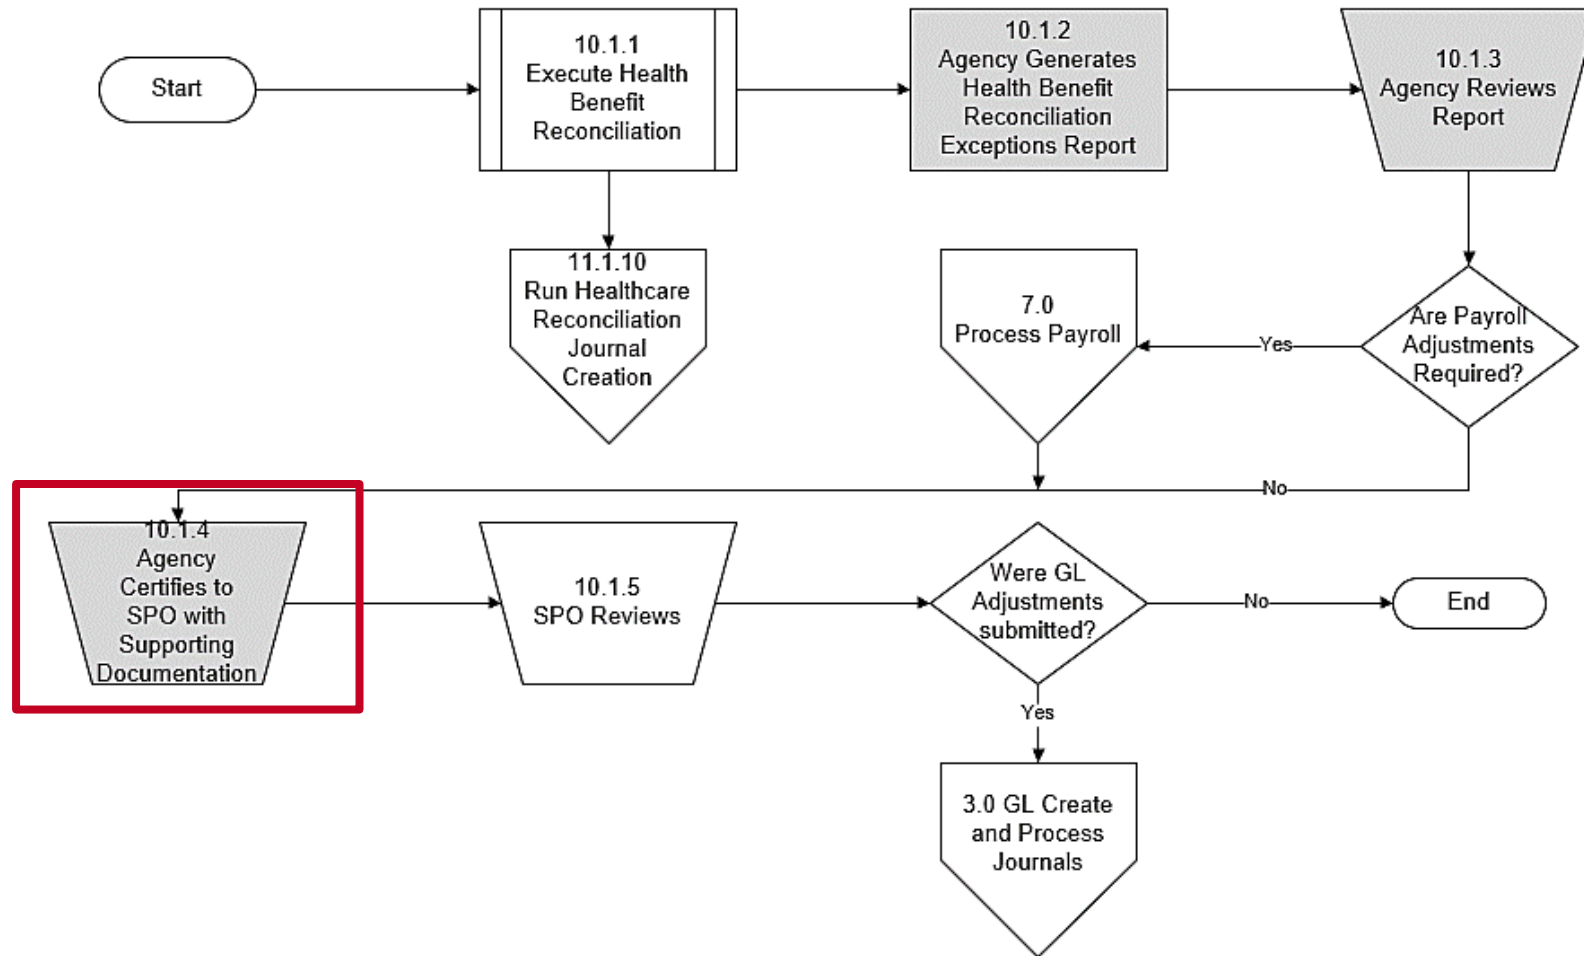 Start
10.1.1
Execute Health
Benefit
Reconciliation
10.1.2
Agency Generates
Health Benefit
Reconciliation
Exceptions Report
10.1.3
Agency Reviews
Report
11.1.10
Run Healthcare
Reconciliation
Journal
Creation
7.0
Process Payroll
Yes
Are Payroll
Adjustments
Required?
No
10.1.4
Agency
Certifies to
SPO with
Supporting
Documentation
10.1.5
SPO Reviews
Were GL
Adjustments
submitted?
No
End
Yes
3.0 GL Create
and Process
Journals